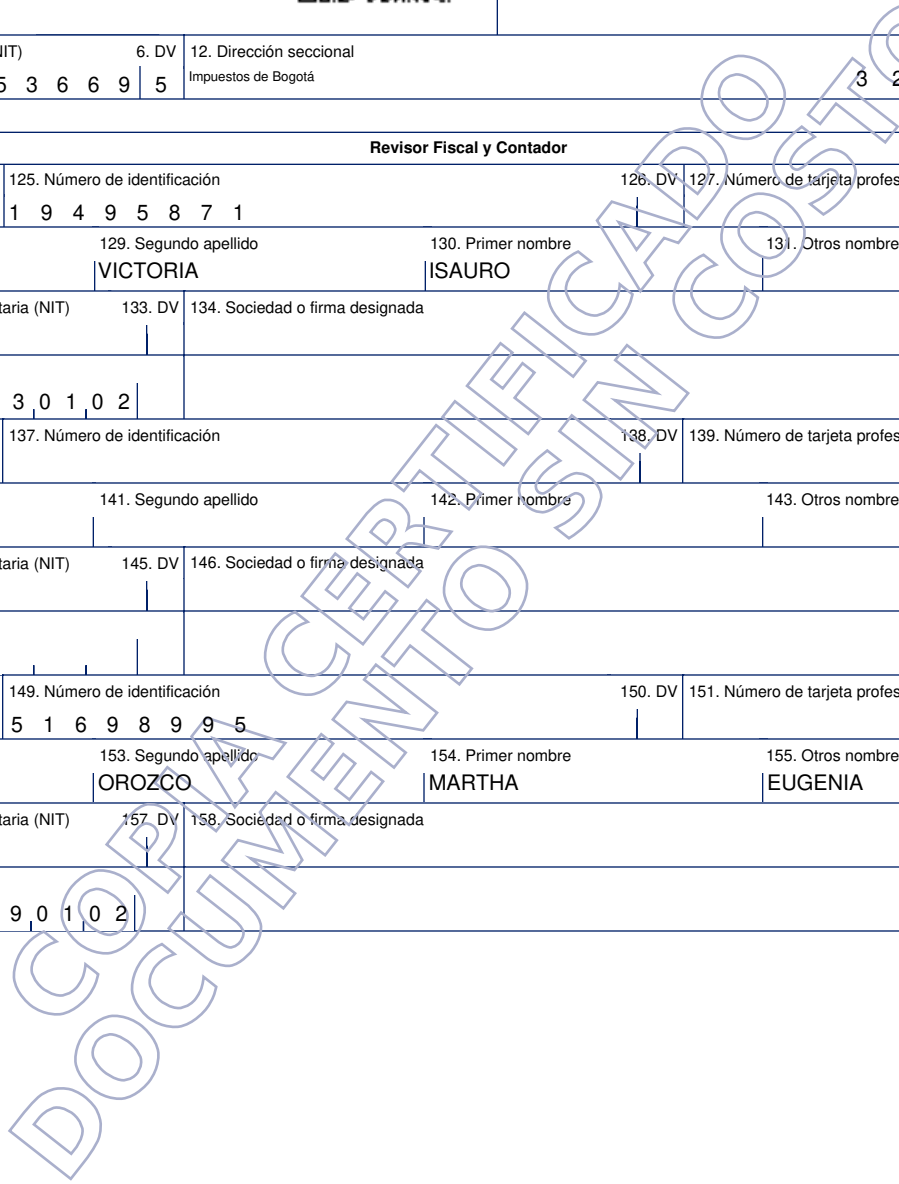 NIT) 6. DV 12. Dirección seccional
5 3 6 6 9 5 Impuestos de Bogotá 3 2
Revisor Fiscal y Contador
125. Número de identificación 126. DV 127. Número de tarjeta profes
1 9 4 9 5 8 7 1
129. Segundo apellido 130. Primer nombre 131. Otros nombre
VICTORIA ISAURO
taria (NIT) 133. DV 134. Sociedad o firma designada
3 0 1 0 2
137. Número de identificación 138. DV 139. Número de tarjeta profes
141. Segundo apellido 142. Primer nombre 143. Otros nombre
taria (NIT) 145. DV 146. Sociedad o firma designada
149. Número de identificación 150. DV 151. Número de tarjeta profes
5 1 6 9 8 9 9 5
153. Segundo apellido 154. Primer nombre 155. Otros nombre
OROZCO MARTHA EUGENIA
taria (NIT) 157. DV 158. Sociedad o firma designada
9 0 1 0 2
COPIA CERTIFICADO
DOCUMENTO SIN COSTO